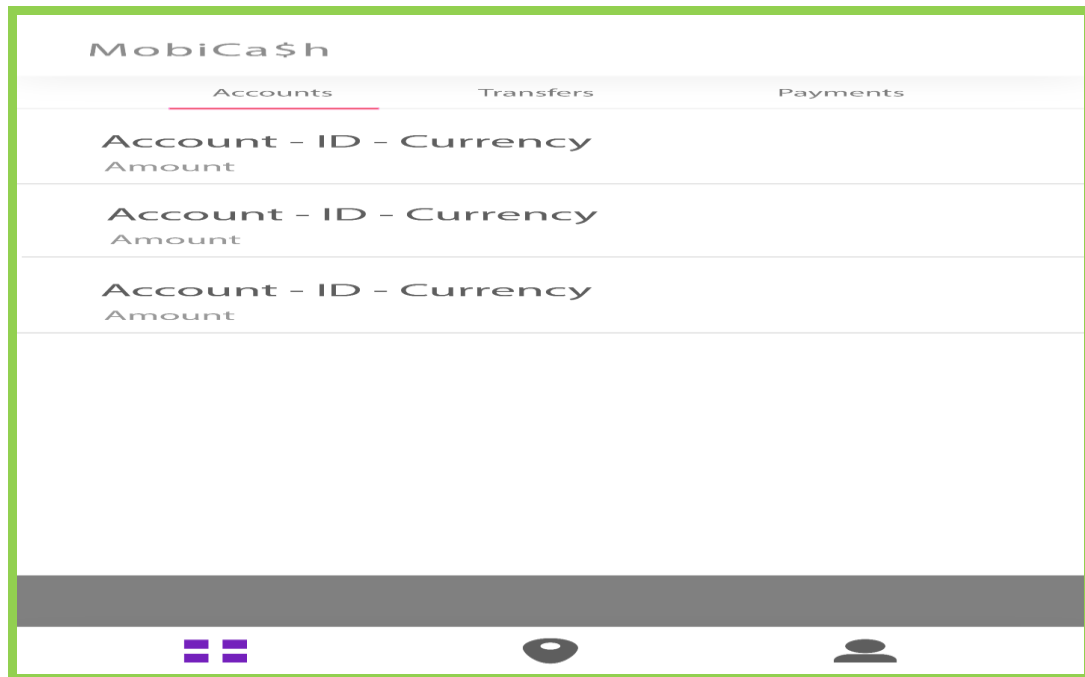 MobiCa$h
Accounts Transfers Payments
Account - ID - Currency
Amount
Account - ID - Currency
Amount
Account - ID - Currency
Amount